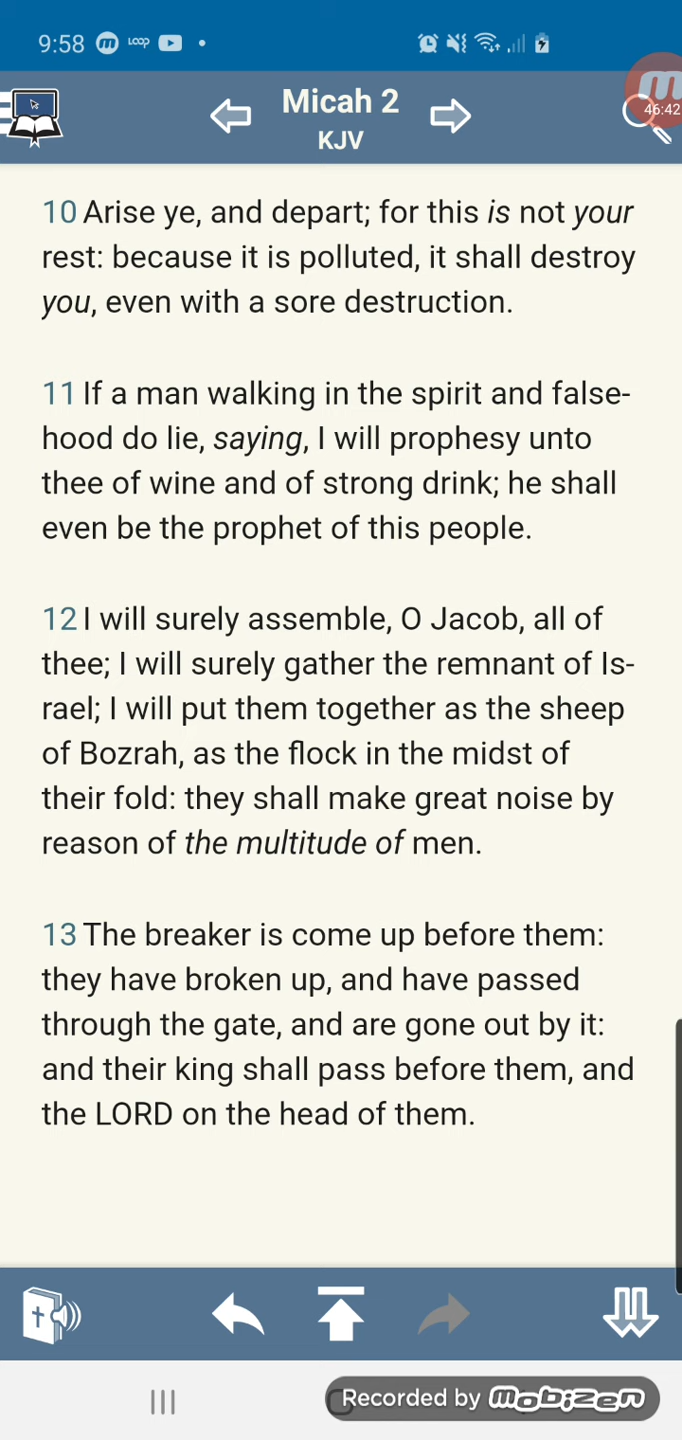 9:58 m LOOP
Micah 2
KJV
46:42
10 Arise ye, and depart; for this is not your
rest: because it is polluted, it shall destroy
you, even with a sore destruction.
11 If a man walking in the spirit and false-
hood do lie, saying, I will prophesy unto
thee of wine and of strong drink; he shall
even be the prophet of this people.
12 I will surely assemble, O Jacob, all of
thee; I will surely gather the remnant of Is-
rael; I will put them together as the sheep
of Bozrah, as the flock in the midst of
their fold: they shall make great noise by
reason of the multitude of men.
13 The breaker is come up before them:
they have broken up, and have passed
through the gate, and are gone out by it:
and their king shall pass before them, and
the LORD on the head of them.
Recorded by mobizen